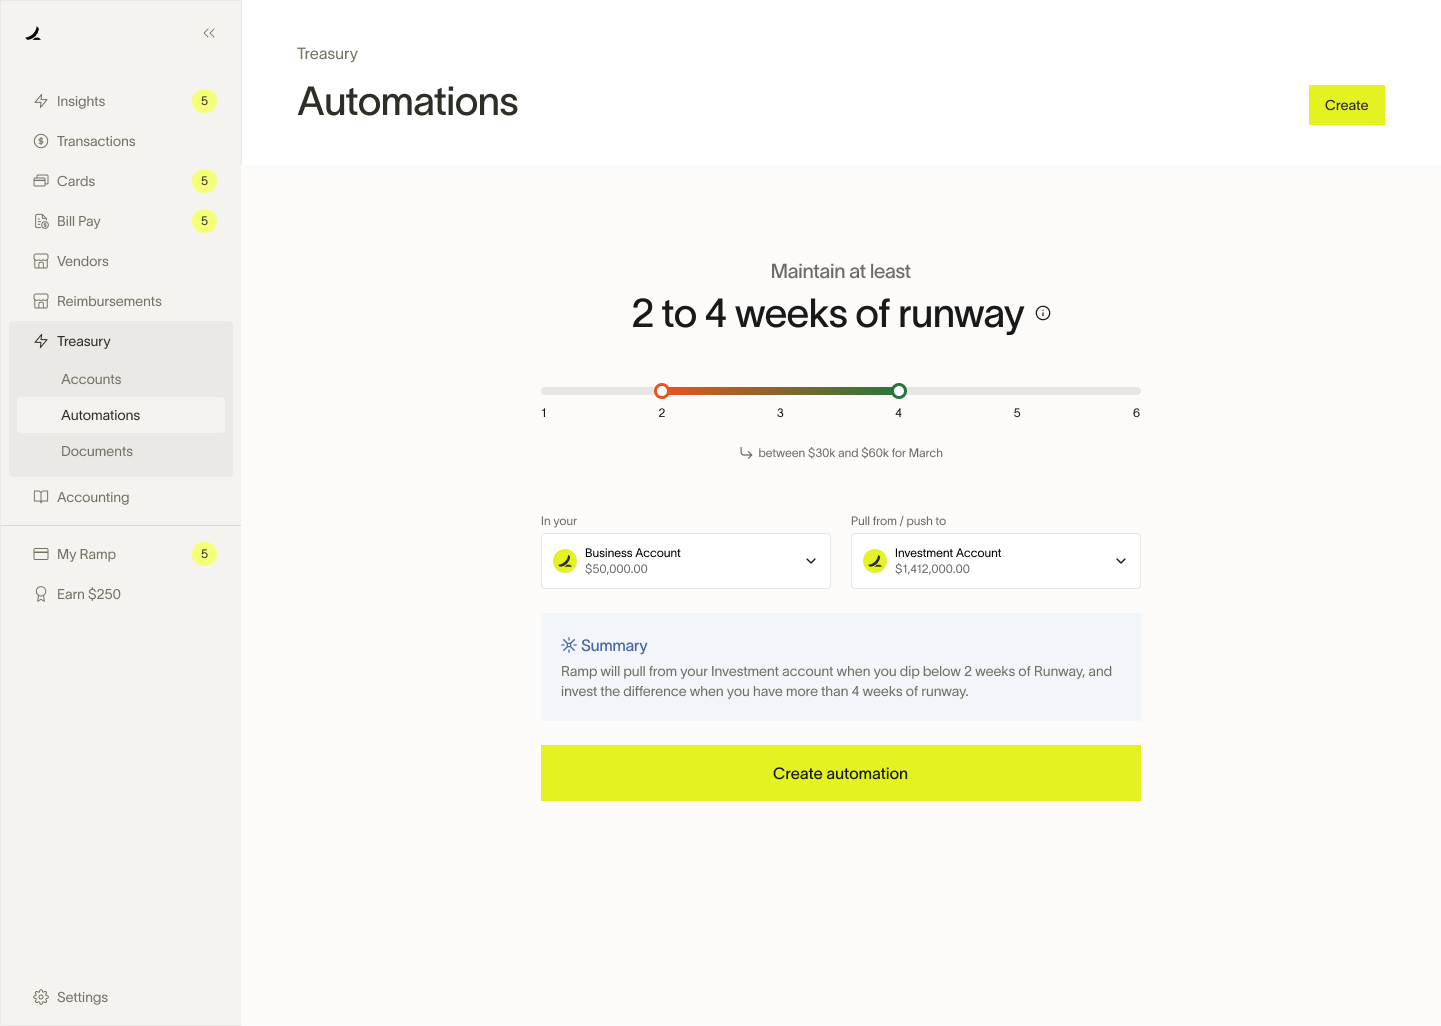 Insights 5
Transactions
Cards 5
Bill Pay 5
Vendors
Reimbursements
Treasury
Accounts
Automations
Documents
Accounting
My Ramp 5
Earn $250
Settings
Treasury
Automations
Create
Maintain at least
2 to 4 weeks of runway
1 2 3 4 5 6
between $30k and $60k for March
In your
Business Account
$50,000.00
Pull from / push to
Investment Account
$1,412,000.00
Summary
Ramp will pull from your Investment account when you dip below 2 weeks of Runway, and
invest the difference when you have more than 4 weeks of runway.
Create automation